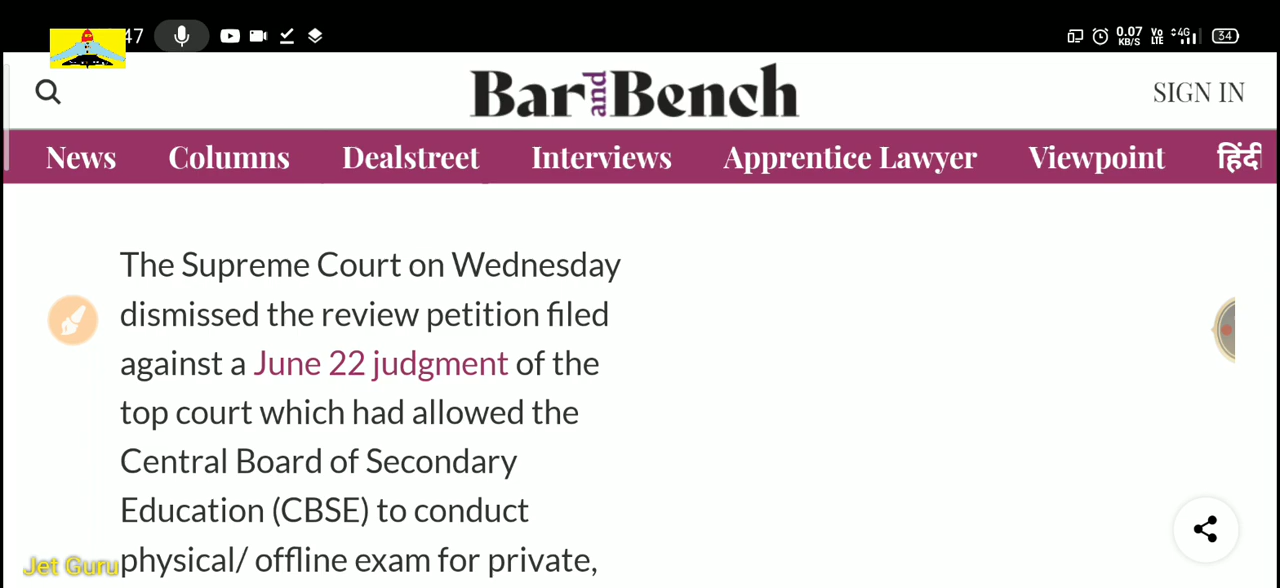 47
0.07
KB/S
Vo
LTE
4G
34
Bar and Bench
SIGN IN
News Columns Dealstreet Interviews Apprentice Lawyer Viewpoint हिंदी
The Supreme Court on Wednesday
dismissed the review petition filed
against a June 22 judgment of the
top court which had allowed the
Central Board of Secondary
Education (CBSE) to conduct
physical/ offline exam for private,
Jet Guru